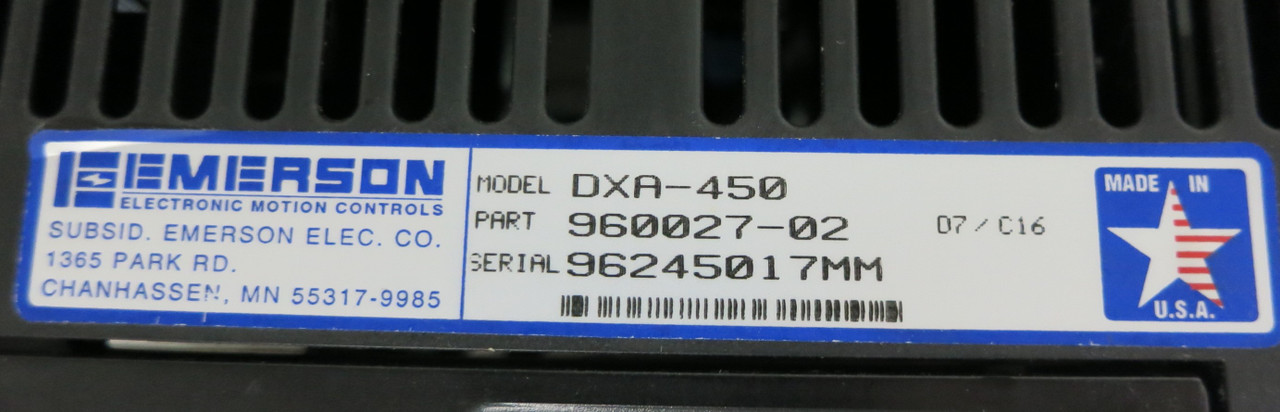 EMERSON
ELECTRONIC MOTION CONTROLS
SUBSID. EMERSON ELEC. CO.
1365 PARK RD.
CHANHASSEN, MN 55317-9985
MODEL DXA-450
PART 960027-02 D7/C16
SERIAL 96245017MM
MADE IN
U.S.A.